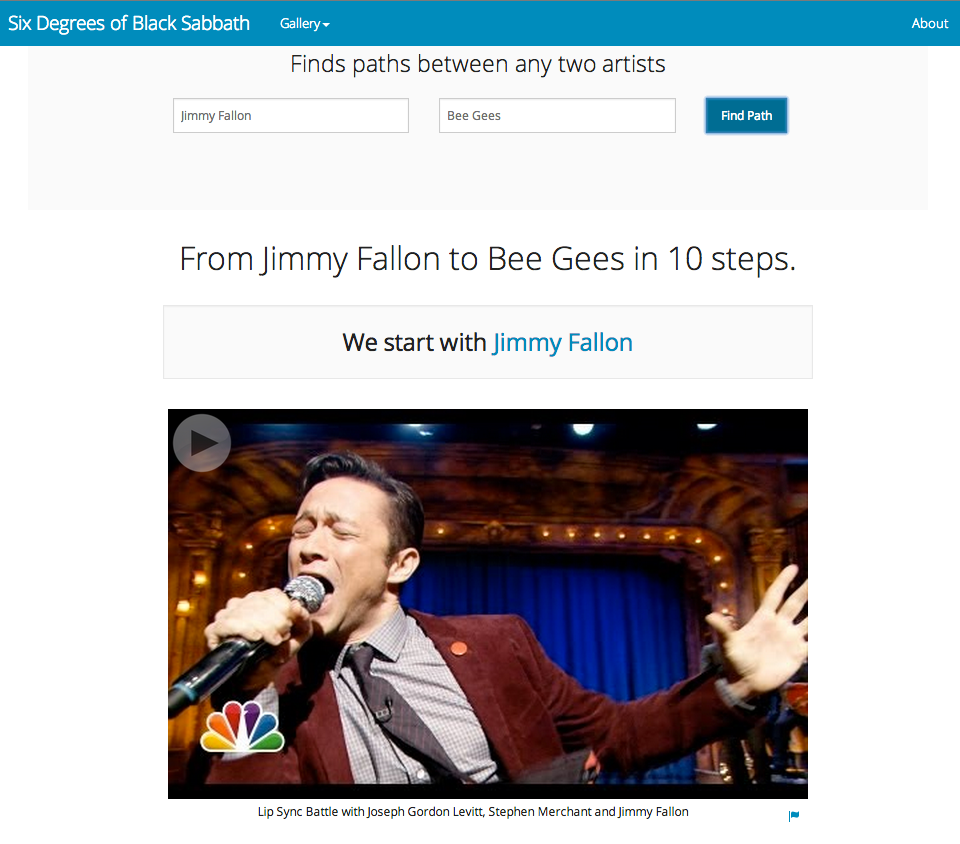 Six Degrees of Black Sabbath Gallery About
Finds paths between any two artists
Jimmy Fallon Bee Gees Find Path
From Jimmy Fallon to Bee Gees in 10 steps.
We start with Jimmy Fallon
Lip Sync Battle with Joseph Gordon Levitt, Stephen Merchant and Jimmy Fallon